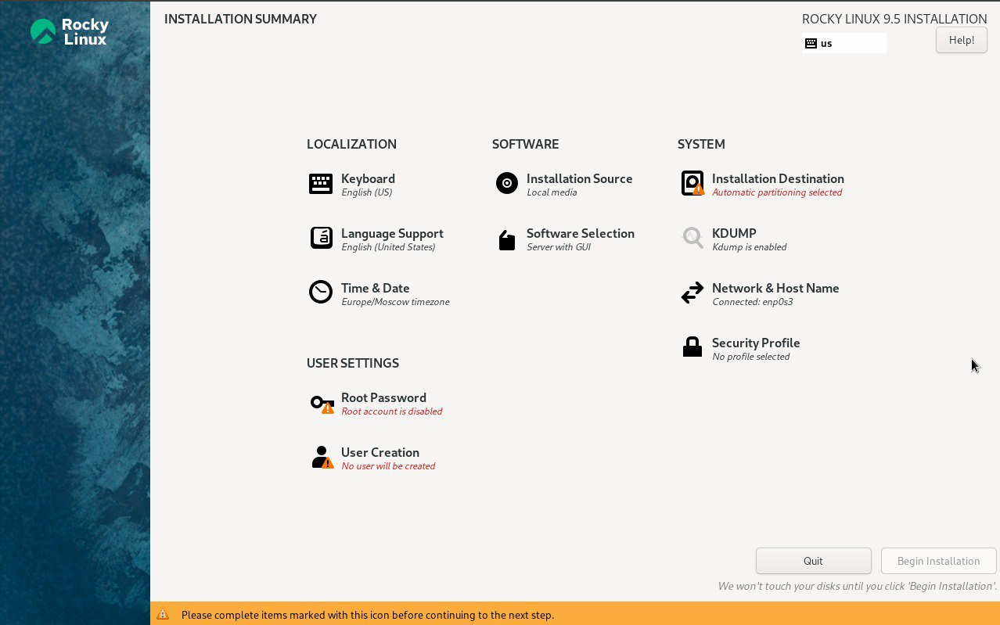 Rocky
Linux
INSTALLATION SUMMARY
ROCKY LINUX 9.5 INSTALLATION
us
Help!
LOCALIZATION
Keyboard
English (US)
Language Support
English (United States)
Time & Date
Europe/Moscow timezone
SOFTWARE
Installation Source
Local media
Software Selection
Server with GUI
SYSTEM
Installation Destination
Automatic partitioning selected
KDUMP
Kdump is enabled
Network & Host Name
Connected: enp0s3
Security Profile
No profile selected
USER SETTINGS
Root Password
Root account is disabled
User Creation
No user will be created
Quit
Begin Installation
We won't touch your disks until you click 'Begin Installation'.
Please complete items marked with this icon before continuing to the next step.